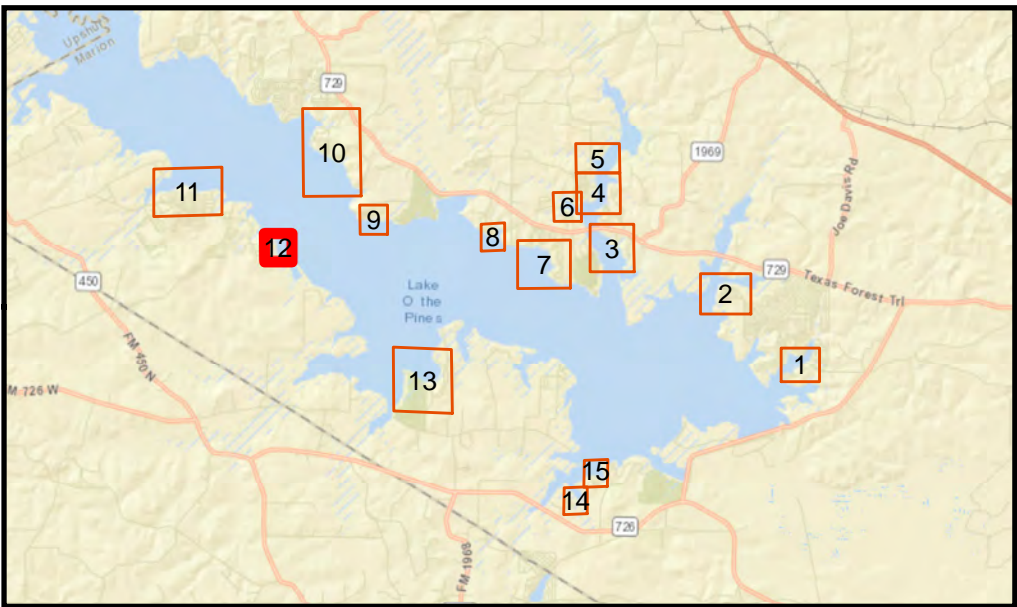 Upshur
Marion
729
10
5
1969
4
11
6
9
12
8
3
7
Joe Davis Rd
450
Lake
O the
Pines
2
729
Texas Forest Trl
FM 450 N
1
13
M 726 W
15
14
726
FM 1968